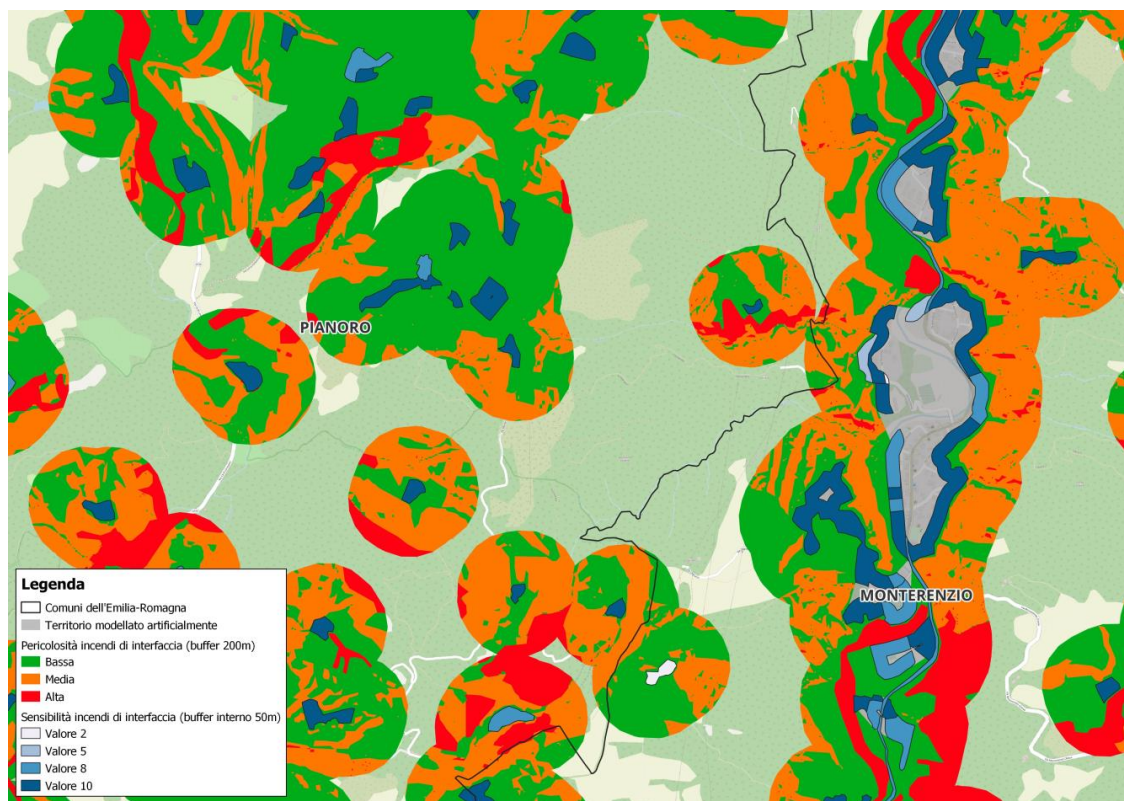 PIANORO
MONTERENZIO
Legenda
Comuni dell'Emilia-Romagna
Territorio modellato artificialmente
Pericolosità incendi di interfaccia (buffer 200m)
Bassa
Media
Alta
Sensibilità incendi di interfaccia (buffer interno 50m)
Valore 2
Valore 5
Valore 8
Valore 10